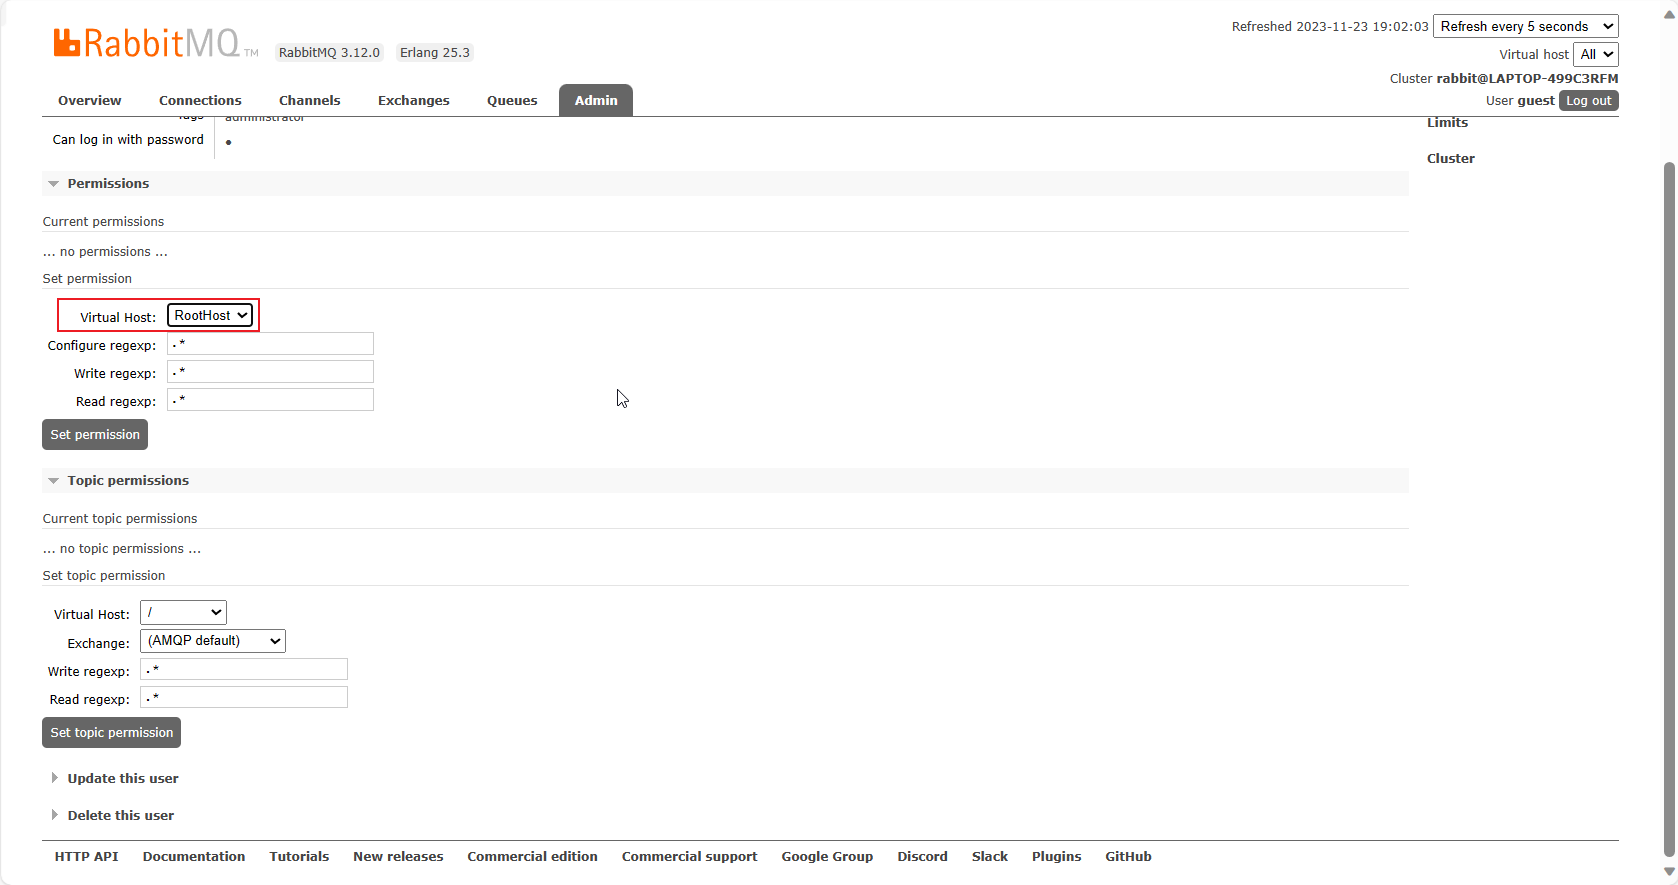 RabbitMQ TM RabbitMQ 3.12.0 Erlang 25.3
Refreshed 2023-11-23 19:02:03 Refresh every 5 seconds
Virtual host All
Cluster rabbit@LAPTOP-499C3RFM
User guest Log out
Overview Connections Channels Exchanges Queues Admin
Tags administrator
Can log in with password •
Limits
Cluster
Permissions
Current permissions
... no permissions ...
Set permission
Virtual Host: RootHost
Configure regexp: .*
Write regexp: .*
Read regexp: .*
Set permission
Topic permissions
Current topic permissions
... no topic permissions ...
Set topic permission
Virtual Host: /
Exchange: (AMQP default)
Write regexp: .*
Read regexp: .*
Set topic permission
Update this user
Delete this user
HTTP API Documentation Tutorials New releases Commercial edition Commercial support Google Group Discord Slack Plugins GitHub